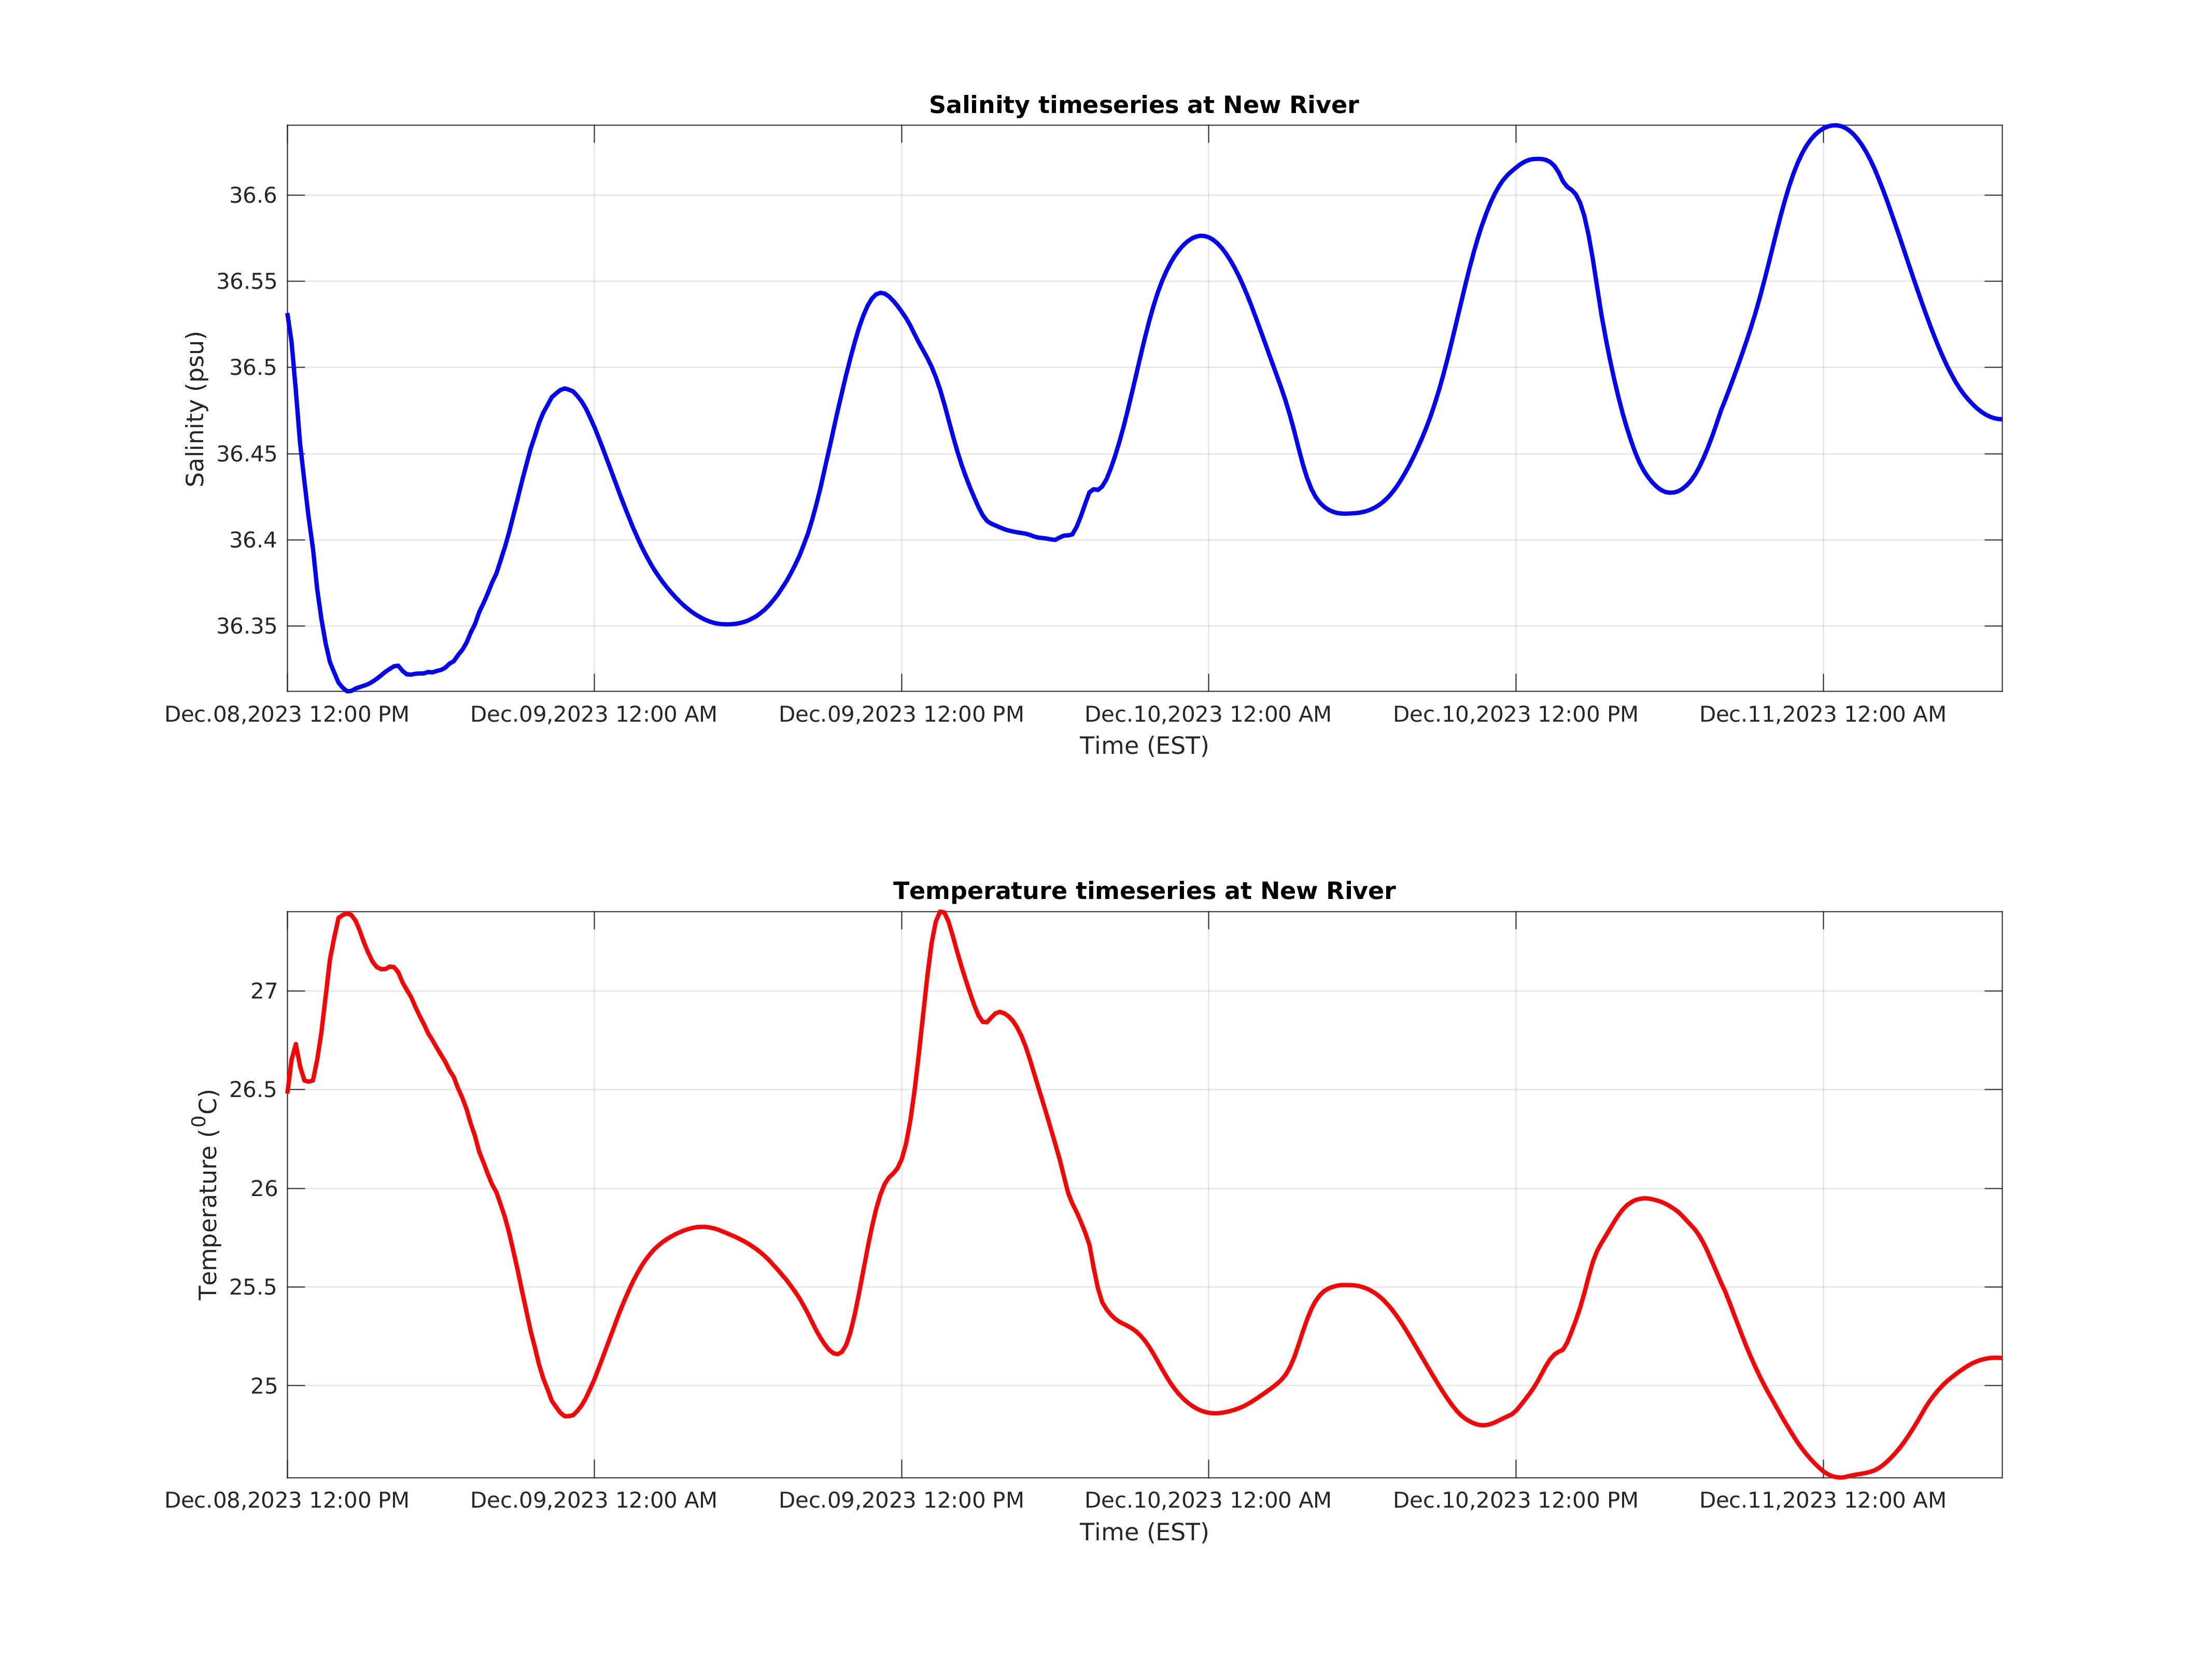 Salinity timeseries at New River
36.6
36.55
36.5
36.45
36.4
36.35
Salinity (psu)
Dec.08,2023 12:00 PM Dec.09,2023 12:00 AM Dec.09,2023 12:00 PM Dec.10,2023 12:00 AM Dec.10,2023 12:00 PM Dec.11,2023 12:00 AM
Time (EST)
Temperature timeseries at New River
27
26.5
26
25.5
25
Temperature (⁰C)
Dec.08,2023 12:00 PM Dec.09,2023 12:00 AM Dec.09,2023 12:00 PM Dec.10,2023 12:00 AM Dec.10,2023 12:00 PM Dec.11,2023 12:00 AM
Time (EST)